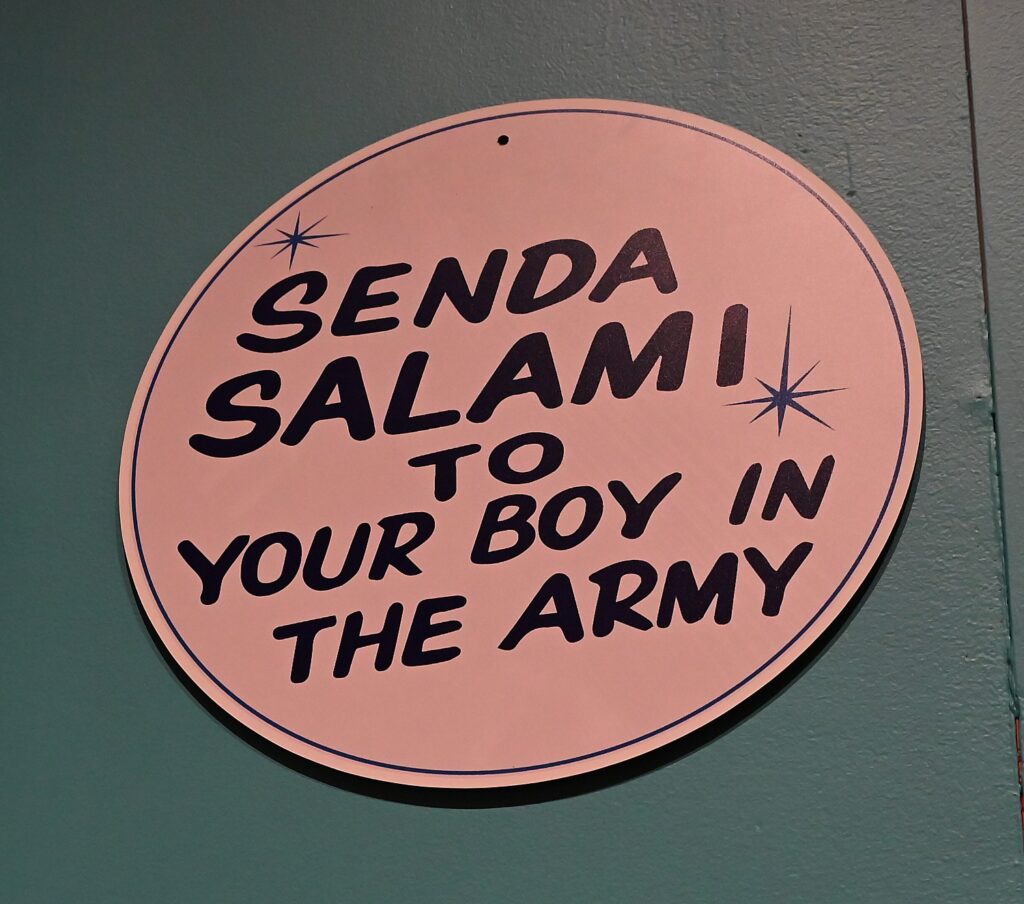 SENDA
SALAMI
TO
YOUR BOY IN
THE ARMY